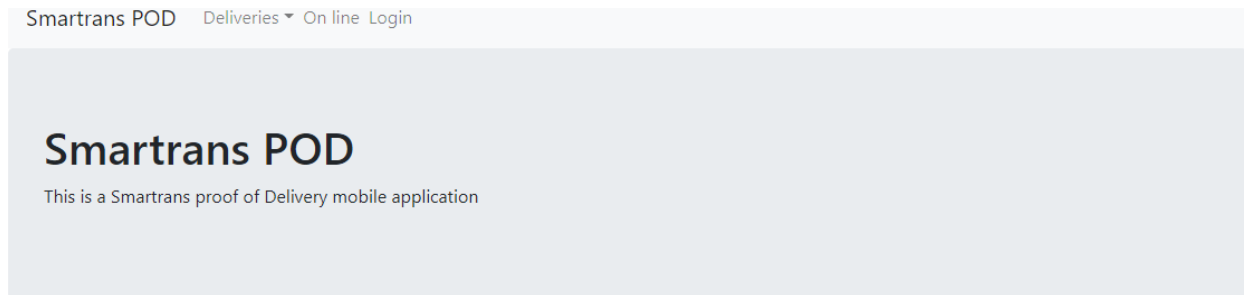 Smartrans POD Deliveries On line Login
Smartrans POD
This is a Smartrans proof of Delivery mobile application